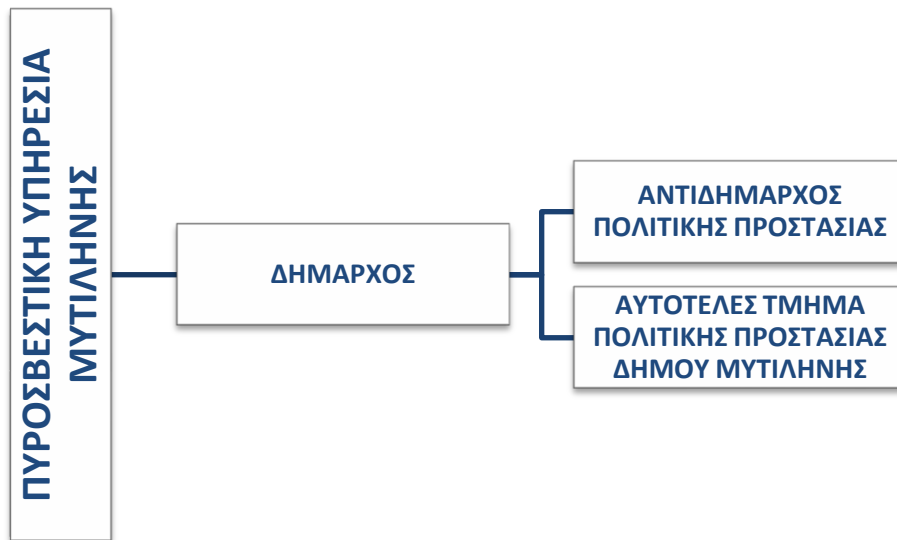 ΠΥΡΟΣΒΕΣΤΙΚΗ ΥΠΗΡΕΣΙΑ
ΜΥΤΙΛΗΝΗΣ
ΔΗΜΑΡΧΟΣ
ΑΝΤΙΔΗΜΑΡΧΟΣ
ΠΟΛΙΤΙΚΗΣ ΠΡΟΣΤΑΣΙΑΣ
ΑΥΤΟΤΕΛΕΣ ΤΜΗΜΑ
ΠΟΛΙΤΙΚΗΣ ΠΡΟΣΤΑΣΙΑΣ
ΔΗΜΟΥ ΜΥΤΙΛΗΝΗΣ